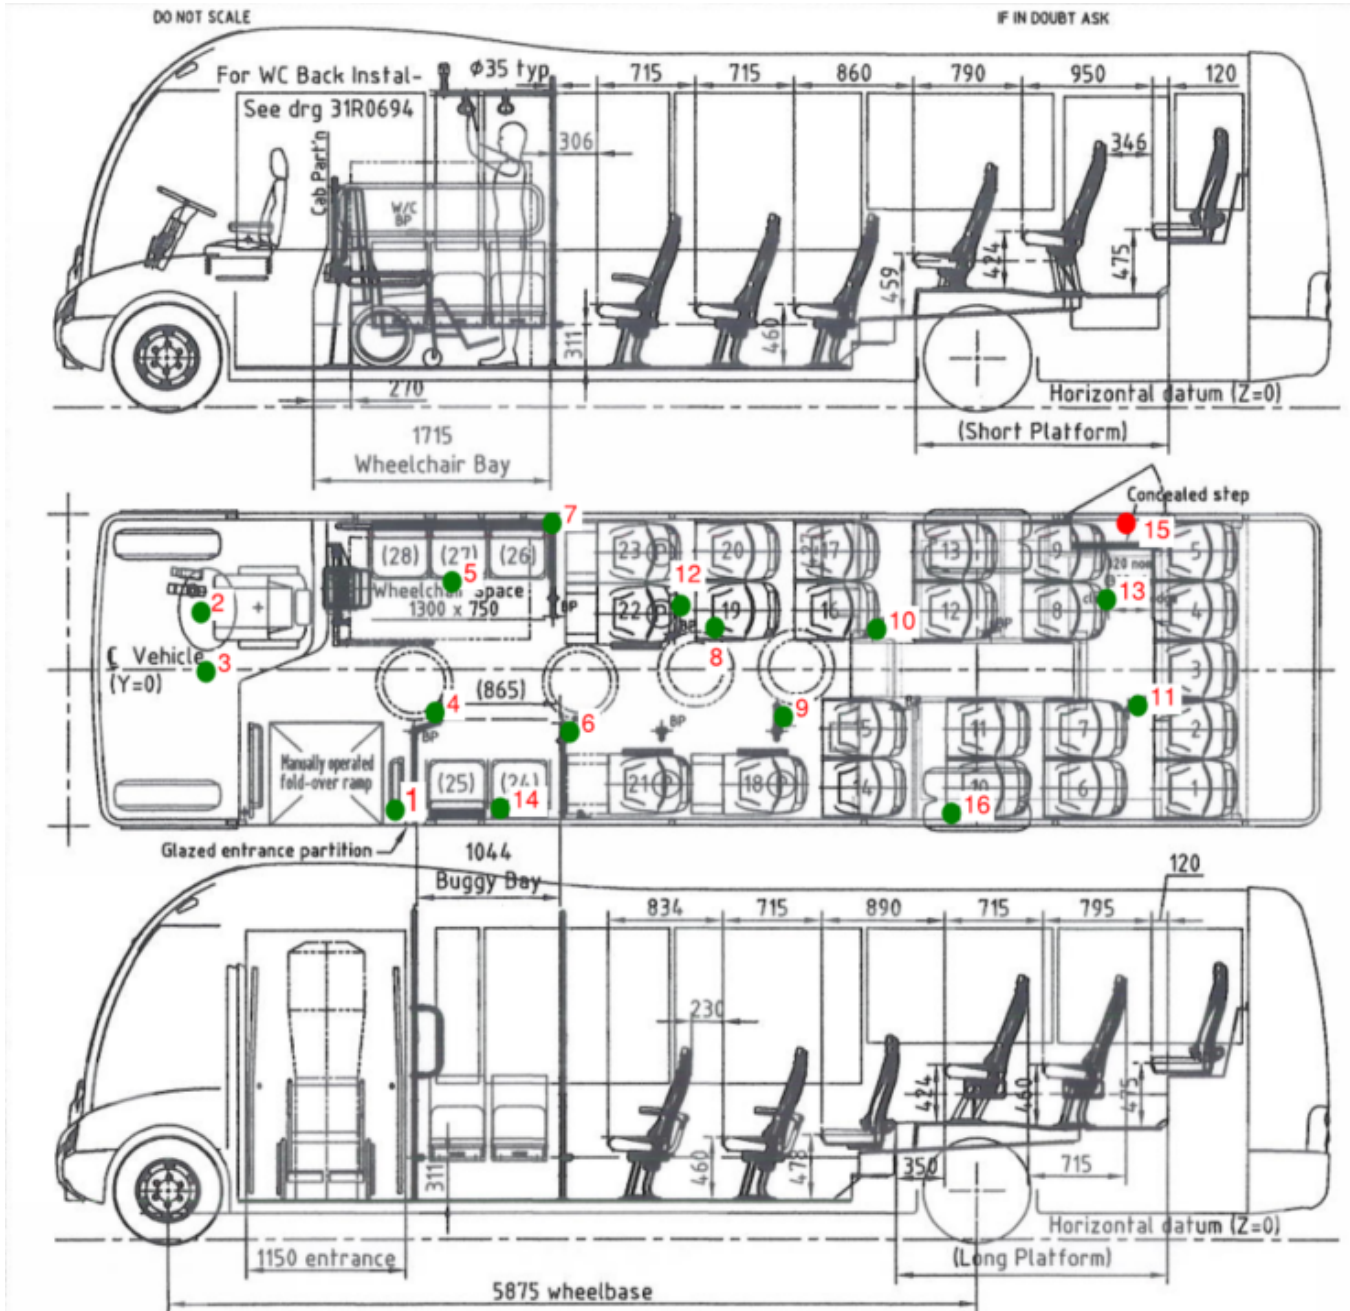 DO NOT SCALE
IF IN DOUBT ASK
For WC Back Instal-
See drg 31R0694
Ø35 typ
715
715
860
790
950
120
Cab Part'n
306
346
W/C
BP
459
424
475
311
460
270
Horizontal datum (Z=0)
1715
Wheelchair Bay
(Short Platform)
Concealed step
7
15
(28)
(27)
(26)
23
20
17
13
9
5
5
12
Wheelchair Space
1300 x 750
BP
2
22
19
16
12
8
13
4
10
8
℄ Vehicle
(Y=0)
3
3
(865)
4
BP
6
BP
9
11
15
11
7
2
Manually operated
fold-over ramp
(25)
(24)
21
18
14
10
6
1
1
14
16
Glazed entrance partition
1044
Buggy Bay
120
834
715
890
715
795
230
424
460
475
311
460
478
350
715
Horizontal datum (Z=0)
1150 entrance
(Long Platform)
5875 wheelbase